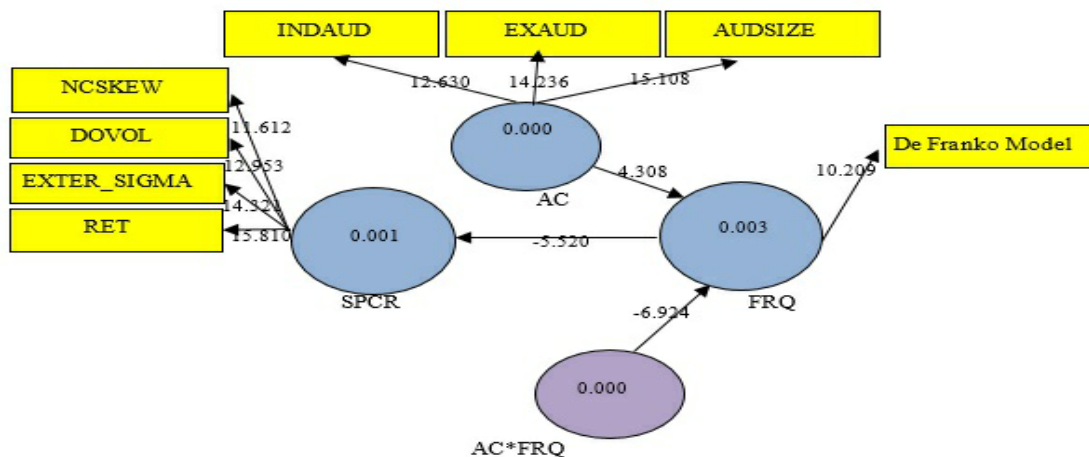 INDAUD
EXAUD
AUDSIZE
12.630
14.236
15.108
NCSKEW
11.612
DOVOL
12.953
EXTER_SIGMA
14.321
RET
15.810
0.000
AC
4.308
De Franko Model
10.209
0.001
SPCR
-5.520
0.003
FRQ
-6.924
0.000
AC*FRQ